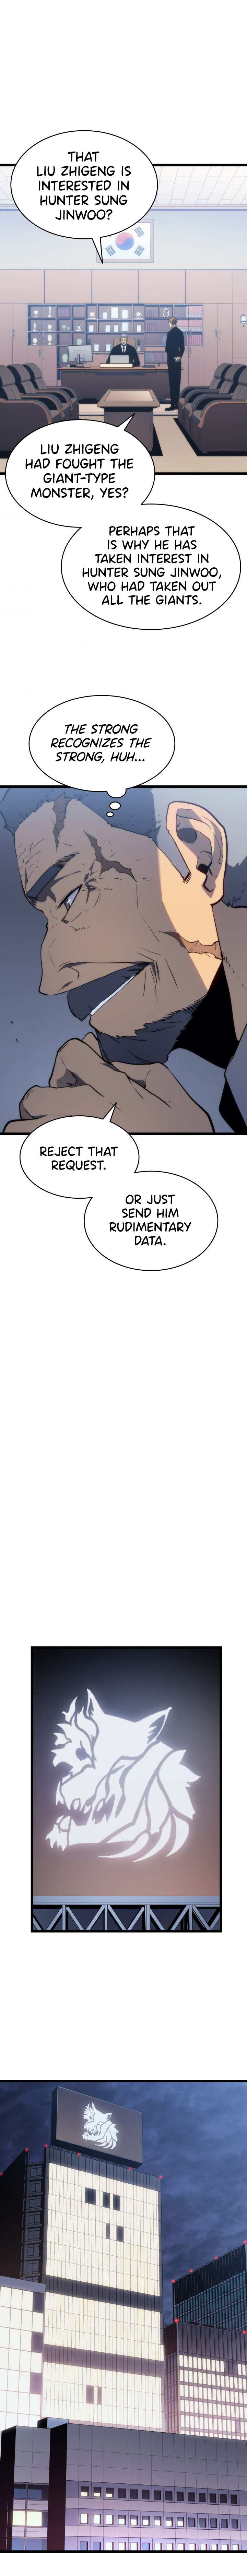 THAT
LIU ZHIGENG IS
INTERESTED IN
HUNTER SUNG
JINWOO?
LIU ZHIGENG
HAD FOUGHT THE
GIANT-TYPE
MONSTER, YES?
PERHAPS THAT
IS WHY HE HAS
TAKEN INTEREST IN
HUNTER SUNG JINWOO,
WHO HAD TAKEN OUT
ALL THE GIANTS.
THE STRONG
RECOGNIZES THE
STRONG, HUH...
REJECT THAT
REQUEST.
OR JUST
SEND HIM
RUDIMENTARY
DATA.